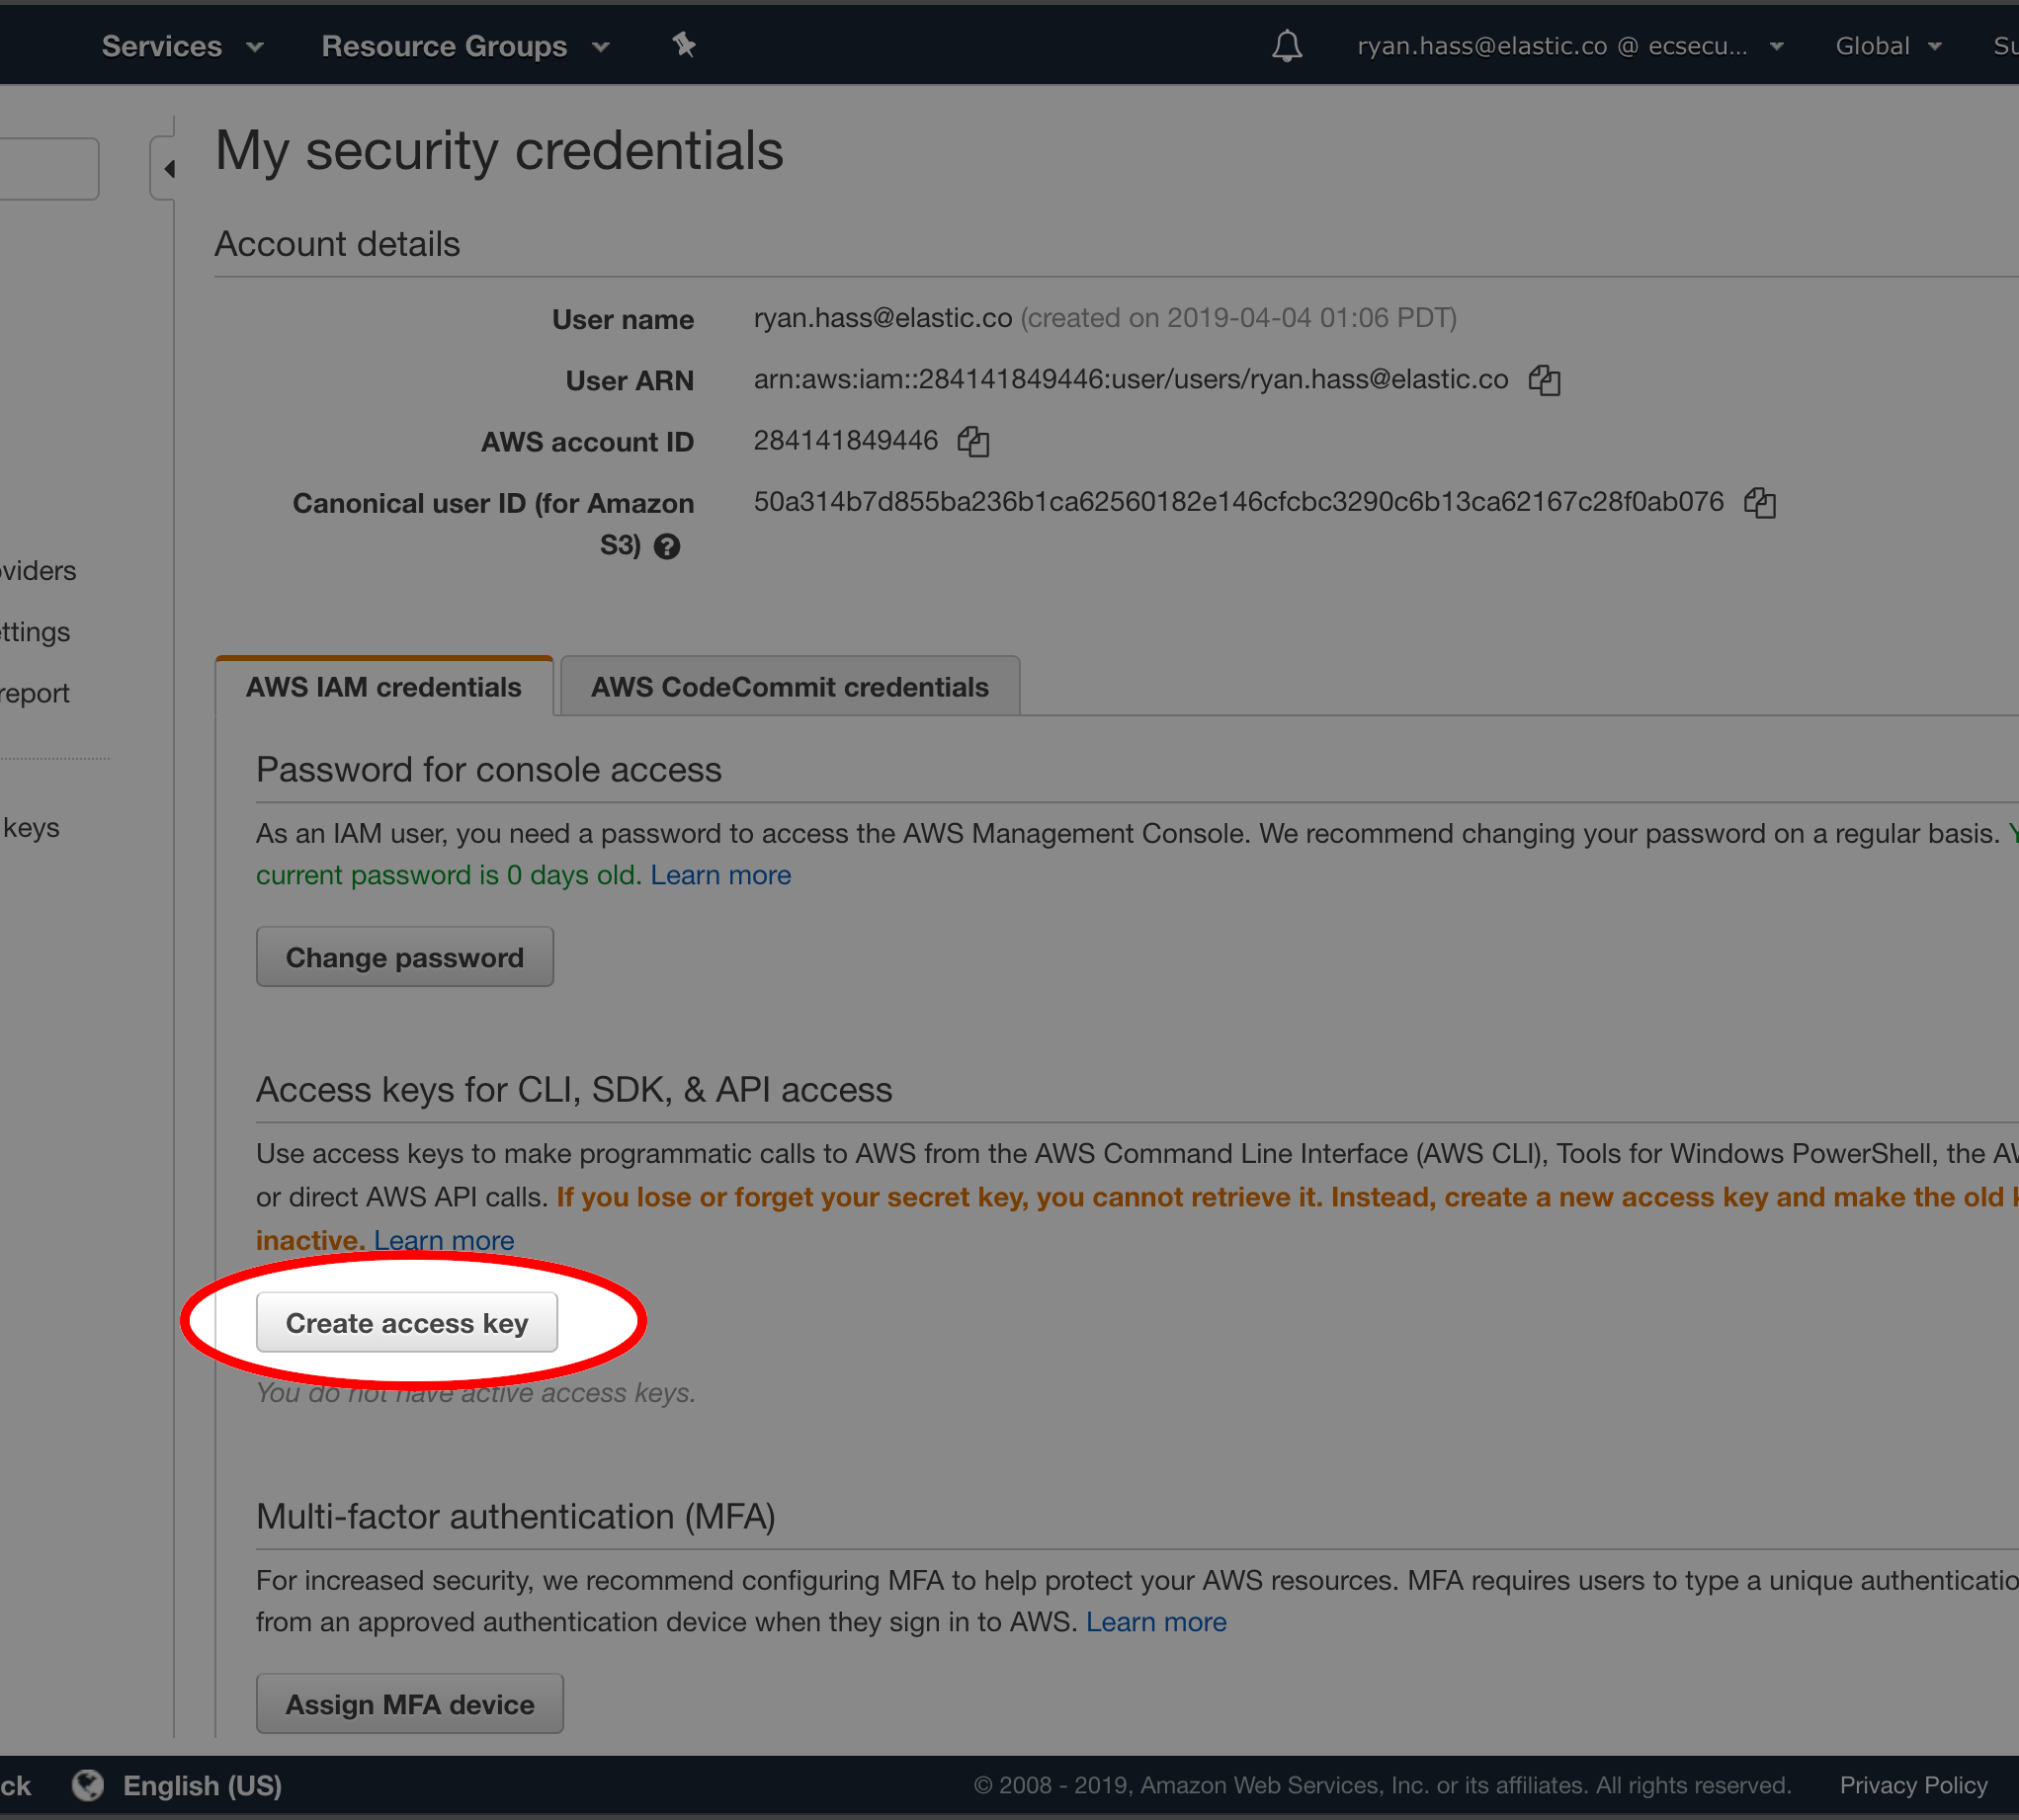 Services Resource Groups ryan.hass@elastic.co @ ecsecu... Global Su
My security credentials
Account details
User name ryan.hass@elastic.co (created on 2019-04-04 01:06 PDT)
User ARN arn:aws:iam::284141849446:user/users/ryan.hass@elastic.co
AWS account ID 284141849446
Canonical user ID (for Amazon 50a314b7d855ba236b1ca62560182e146cfcbc3290c6b13ca62167c28f0ab076
S3)
oviders
ettings
report
keys
AWS IAM credentials AWS CodeCommit credentials
Password for console access
As an IAM user, you need a password to access the AWS Management Console. We recommend changing your password on a regular basis. Y
current password is 0 days old. Learn more
Change password
Access keys for CLI, SDK, & API access
Use access keys to make programmatic calls to AWS from the AWS Command Line Interface (AWS CLI), Tools for Windows PowerShell, the AW
or direct AWS API calls. If you lose or forget your secret key, you cannot retrieve it. Instead, create a new access key and make the old k
inactive. Learn more
Create access key
You do not have active access keys.
Multi-factor authentication (MFA)
For increased security, we recommend configuring MFA to help protect your AWS resources. MFA requires users to type a unique authenticatio
from an approved authentication device when they sign in to AWS. Learn more
Assign MFA device
ck English (US) © 2008 - 2019, Amazon Web Services, Inc. or its affiliates. All rights reserved. Privacy Policy